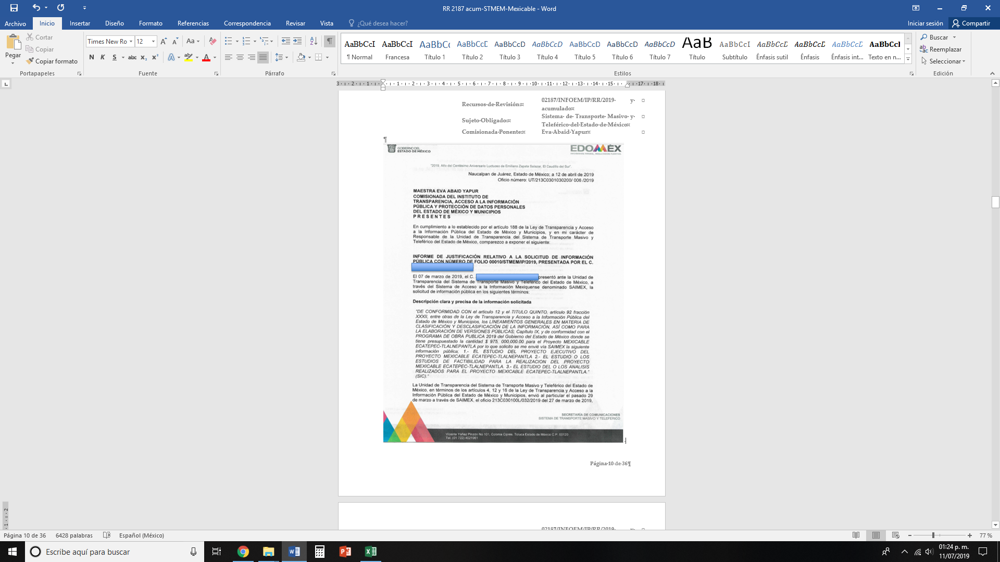 RR 2187 acum-STMEM-Mexicable - Word
Archivo Inicio Insertar Diseño Formato Referencias Correspondencia Revisar Vista ¿Qué desea hacer? Iniciar sesión Compartir
Pegar
Cortar
Copiar
Copiar formato
Portapapeles
Times New Ro 12
Fuente
Párrafo
AaBbCcI AaBbCcI AaBbCc AaBbCcD AaBbCcD AaBbCcD AaBbCcD AaBbCcD AaBbCcD AaB AaBbCcI AaBbCcD AaBbCcD AaBbCcD AaBbCcI
¶ Normal Francesa Título 1 Título 2 Título 3 Título 4 Título 5 Título 6 Título 7 Título Subtítulo Énfasis sutil Énfasis Énfasis int... Texto en n...
Estilos
Buscar
Reemplazar
Seleccionar
Edición
3 2 1 1 2 3 4 5 6 7 8 9 10 11 12 13 14 15 17 18
Recursos·de·Revisión:¤ 02187/INFOEM/IP/RR/2019· y· acumulado¤
Sujeto·Obligado:¤ Sistema· de· Transporte· Masivo· y· Teleférico·del·Estado·de·México¤
Comisionada·Ponente:¤ Eva·Abaid·Yapur¤
¶
GOBIERNO DEL
ESTADO DE MÉXICO
EDOMÉX
DECISIONES FIRMES, RESULTADOS FUERTES.
"2019. Año del Centésimo Aniversario Luctuoso de Emiliano Zapata Salazar, El Caudillo del Sur".
Naucalpan de Juárez, Estado de México; a 12 de abril de 2019
Oficio número: UT/213C0301030200/ 006 /2019
MAESTRA EVA ABAID YAPUR
COMISIONADA DEL INSTITUTO DE
TRANSPARENCIA, ACCESO A LA INFORMACIÓN
PÚBLICA Y PROTECCIÓN DE DATOS PERSONALES
DEL ESTADO DE MÉXICO Y MUNICIPIOS
P R E S E N T E S
En cumplimiento a lo establecido por el artículo 188 de la Ley de Transparencia y Acceso
a la Información Pública del Estado de México y Municipios, y en mi carácter de
Responsable de la Unidad de Transparencia del Sistema de Transporte Masivo y
Teleférico del Estado de México, comparezco a exponer el siguiente:
INFORME DE JUSTIFICACIÓN RELATIVO A LA SOLICITUD DE INFORMACIÓN
PÚBLICA CON NÚMERO DE FOLIO 00010/STMEM/IP/2019, PRESENTADA POR EL C.
El 07 de marzo de 2019, el C. presentó ante la Unidad de
Transparencia del Sistema de Transporte Masivo y Teleférico del Estado de México, a
través del Sistema de Acceso a la Información Mexiquense denominado SAIMEX, la
solicitud de información pública en los siguientes términos:
Descripción clara y precisa de la información solicitada
"DE CONFORMIDAD CON el artículo 12 y el TITULO QUINTO, artículo 92 fracción
XXXII, entre otras de la Ley de Transparencia y Acceso a la Información Pública del
Estado de México y Municipios, los LINEAMIENTOS GENERALES EN MATERIA DE
CLASIFICACIÓN Y DESCLASIFICACIÓN DE LA INFORMACIÓN, ASÍ COMO PARA
LA ELABORACIÓN DE VERSIONES PÚBLICAS; Capítulo IX, y de conformidad con el
PROGRAMA DE OBRA PUBLICA 2019 del Gobierno del Estado de México donde se
tiene presupuestado la cantidad $ 975, 000,000.00 para el Proyecto MEXICABLE
ECATEPEC-TLALNEPANTLA por lo que solicito se me envié vía SAIMEX la siguiente
información pública, 1.- EL ESTUDIO DEL PROYECTO EJECUTIVO DEL
PROYECTO MEXICABLE ECATEPEC-TLALNEPANTLA 2.- EL ESTUDIO O LOS
ESTUDIOS DE FACTIBILIDAD PARA LA REALIZACION DEL PROYECTO
MEXICABLE ECATEPEC-TLALNEPANTLA. 3.- EL ESTUDIO DEL O LOS ANALISIS
REALIZADOS PARA EL PROYECTO MEXICABLE ECATEPEC-TLALNEPANTLA."
(SIC)."
La Unidad de Transparencia del Sistema de Transporte Masivo y Teleférico del Estado de
México, en términos de los artículos 4, 12 y 16 de la Ley de Transparencia y Acceso a la
Información Pública del Estado de México y Municipios, envió al particular el pasado 29
de marzo a través de SAIMEX, el oficio 213C030100L/032/2019 del 27 de marzo de 2019,
SECRETARÍA DE COMUNICACIONES
SISTEMA DE TRANSPORTE MASIVO Y TELEFÉRICO
Vicente Yáñez Pinzón No 101, Colonia Ciprés. Toluca Estado de México C.P. 50120
Tel. (01 722) 4021961
Página·10·de·36¶
02187/INFOEM/IP/RR/2019· y·
Página 10 de 36 6428 palabras Español (México) 77 %
Escribe aquí para buscar
01:24 p. m.
11/07/2019